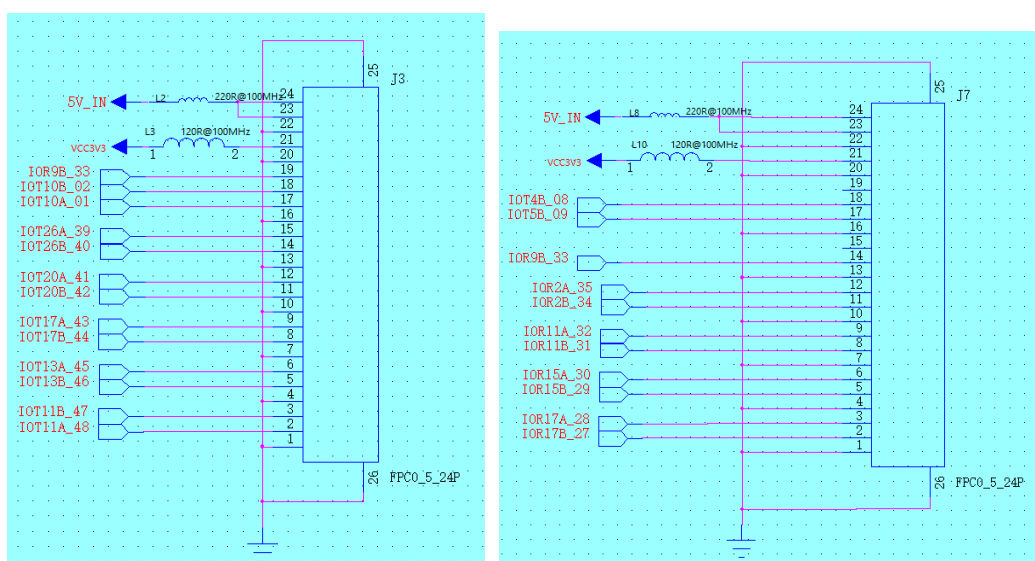 25
J3
24
5V_IN
L2
220R@100MHz
23
22
L3
120R@100MHz
21
VCC3V3
1
2
20
IOR9B_33
19
IOT10B_02
18
IOT10A_01
17
16
IOT26A_39
15
IOT26B_40
14
13
IOT20A_41
12
IOT20B_42
11
10
IOT17A_43
9
IOT17B_44
8
7
IOT13A_45
6
IOT13B_46
5
4
IOT11B_47
3
IOT11A_48
2
1
26
FPC0_5_24P
25
J7
24
5V_IN
L8
220R@100MHz
23
22
L10
120R@100MHz
21
VCC3V3
1
2
20
19
IOT4B_08
18
IOT5B_09
17
16
15
IOR9B_33
14
13
IOR2A_35
12
IOR2B_34
11
10
IOR11A_32
9
IOR11B_31
8
7
IOR15A_30
6
IOR15B_29
5
4
IOR17A_28
3
IOR17B_27
2
1
26
FPC0_5_24P